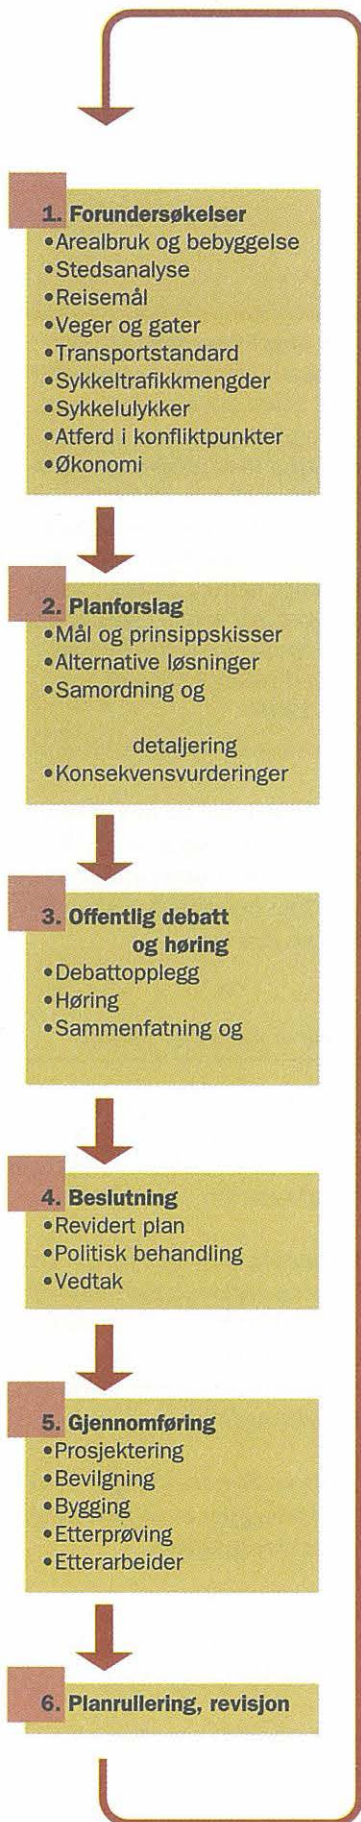 1. Forundersøkelser
•Arealbruk og bebyggelse
•Stedsanalyse
•Reisemål
•Veger og gater
•Transportstandard
•Sykkeltrafikkmengder
•Sykkelulykker
•Atferd i konfliktpunkter
•Økonomi
2. Planforslag
•Mål og prinsippskisser
•Alternative løsninger
•Samordning og
detaljering
•Konsekvensvurderinger
3. Offentlig debatt
og høring
•Debattopplegg
•Høring
•Sammenfatning og
4. Beslutning
•Revidert plan
•Politisk behandling
•Vedtak
5. Gjennomføring
•Prosjektering
•Bevilgning
•Bygging
•Etterprøving
•Etterarbeider
6. Planrullering, revisjon